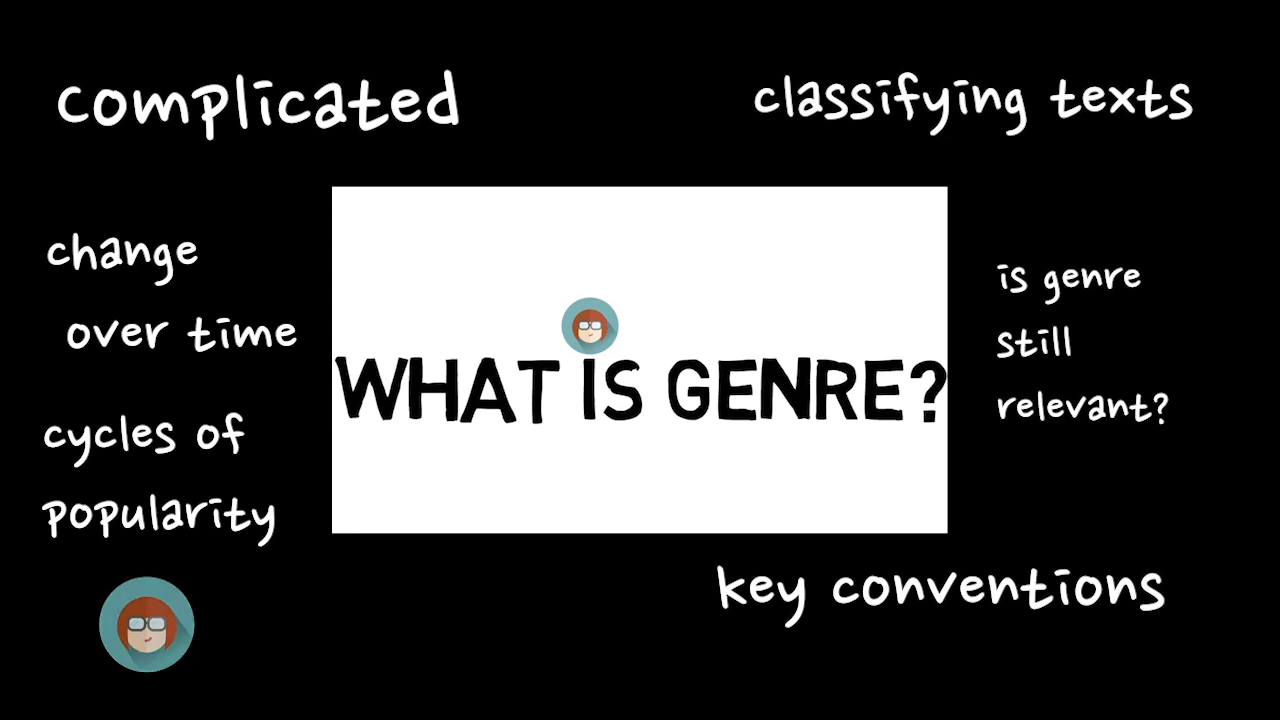 complicated
classifying texts
change
over time
cycles of
popularity
WHAT IS GENRE?
is genre
still
relevant?
key conventions